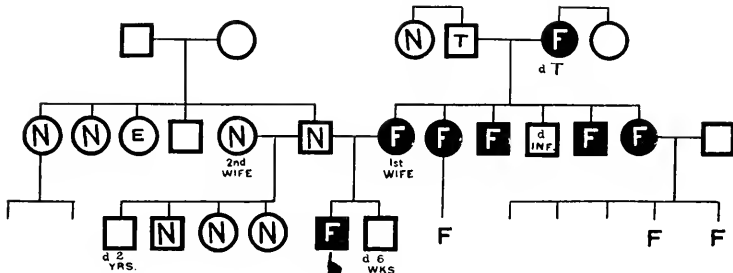 N T F
d T
N N E N N F F F d F F
INF.
2nd 1st
WIFE WIFE
N N N F F F F
d 2 d 6
YRS. WKS